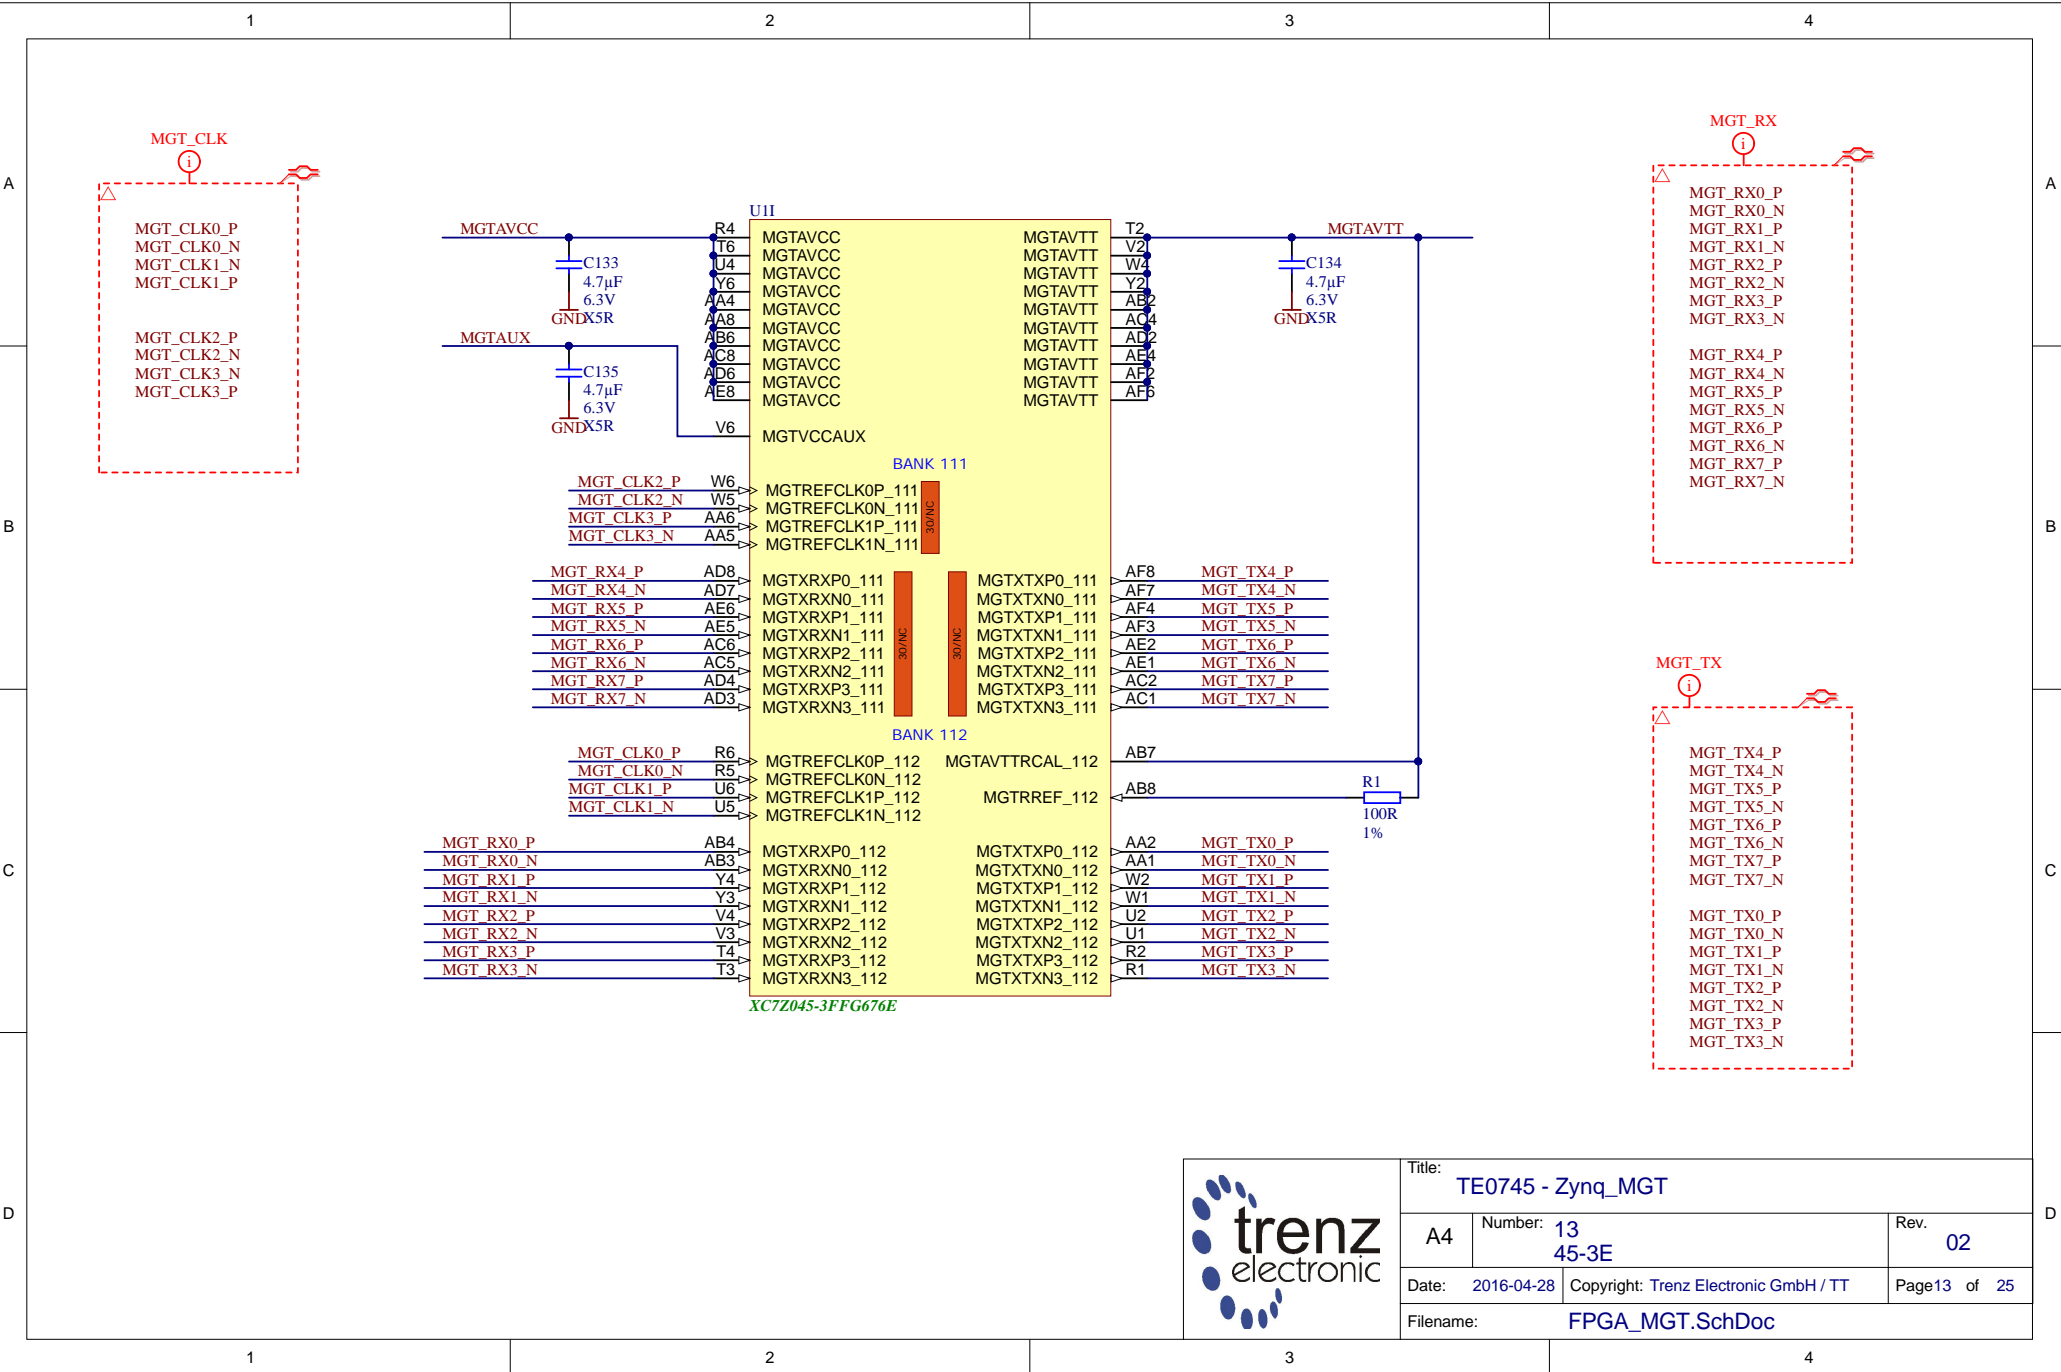 1 2 3 4
A A
B B
C C
D D
MGT_CLK
i
MGT_CLK0_P
MGT_CLK0_N
MGT_CLK1_N
MGT_CLK1_P
MGT_CLK2_P
MGT_CLK2_N
MGT_CLK3_N
MGT_CLK3_P
U1I
MGTAVCC R4 MGTAVCC MGTAVTT T2 MGTAVTT
T6 MGTAVCC MGTAVTT V2
U4 MGTAVCC MGTAVTT W4
Y6 MGTAVCC MGTAVTT Y2
AA4 MGTAVCC MGTAVTT AB2
AA8 MGTAVCC MGTAVTT AC4
AB6 MGTAVCC MGTAVTT AD2
AC8 MGTAVCC MGTAVTT AE4
AD6 MGTAVCC MGTAVTT AF2
AE8 MGTAVCC MGTAVTT AF6
C133
4.7µF
6.3V
X5R
GND
C134
4.7µF
6.3V
X5R
GND
MGTAUX V6 MGTVCCAUX
C135
4.7µF
6.3V
X5R
GND
BANK 111
MGT_CLK2_P W6 MGTREFCLK0P_111
MGT_CLK2_N W5 MGTREFCLK0N_111
MGT_CLK3_P AA6 MGTREFCLK1P_111
MGT_CLK3_N AA5 MGTREFCLK1N_111
30/NC
MGT_RX4_P AD8 MGTXRXP0_111 MGTXTXP0_111 AF8 MGT_TX4_P
MGT_RX4_N AD7 MGTXRXN0_111 MGTXTXN0_111 AF7 MGT_TX4_N
MGT_RX5_P AE6 MGTXRXP1_111 MGTXTXP1_111 AF4 MGT_TX5_P
MGT_RX5_N AE5 MGTXRXN1_111 MGTXTXN1_111 AF3 MGT_TX5_N
MGT_RX6_P AC6 MGTXRXP2_111 MGTXTXP2_111 AE2 MGT_TX6_P
MGT_RX6_N AC5 MGTXRXN2_111 MGTXTXN2_111 AE1 MGT_TX6_N
MGT_RX7_P AD4 MGTXRXP3_111 MGTXTXP3_111 AC2 MGT_TX7_P
MGT_RX7_N AD3 MGTXRXN3_111 MGTXTXN3_111 AC1 MGT_TX7_N
30/NC 30/NC
BANK 112
MGT_CLK0_P R6 MGTREFCLK0P_112 MGTAVTTRCAL_112 AB7
MGT_CLK0_N R5 MGTREFCLK0N_112
MGT_CLK1_P U6 MGTREFCLK1P_112 MGTRREF_112 AB8
MGT_CLK1_N U5 MGTREFCLK1N_112
R1
100R
1%
MGT_RX0_P AB4 MGTXRXP0_112 MGTXTXP0_112 AA2 MGT_TX0_P
MGT_RX0_N AB3 MGTXRXN0_112 MGTXTXN0_112 AA1 MGT_TX0_N
MGT_RX1_P Y4 MGTXRXP1_112 MGTXTXP1_112 W2 MGT_TX1_P
MGT_RX1_N Y3 MGTXRXN1_112 MGTXTXN1_112 W1 MGT_TX1_N
MGT_RX2_P V4 MGTXRXP2_112 MGTXTXP2_112 U2 MGT_TX2_P
MGT_RX2_N V3 MGTXRXN2_112 MGTXTXN2_112 U1 MGT_TX2_N
MGT_RX3_P T4 MGTXRXP3_112 MGTXTXP3_112 R2 MGT_TX3_P
MGT_RX3_N T3 MGTXRXN3_112 MGTXTXN3_112 R1 MGT_TX3_N
XC7Z045-3FFG676E
MGT_RX
i
MGT_RX0_P
MGT_RX0_N
MGT_RX1_P
MGT_RX1_N
MGT_RX2_P
MGT_RX2_N
MGT_RX3_P
MGT_RX3_N
MGT_RX4_P
MGT_RX4_N
MGT_RX5_P
MGT_RX5_N
MGT_RX6_P
MGT_RX6_N
MGT_RX7_P
MGT_RX7_N
MGT_TX
i
MGT_TX4_P
MGT_TX4_N
MGT_TX5_P
MGT_TX5_N
MGT_TX6_P
MGT_TX6_N
MGT_TX7_P
MGT_TX7_N
MGT_TX0_P
MGT_TX0_N
MGT_TX1_P
MGT_TX1_N
MGT_TX2_P
MGT_TX2_N
MGT_TX3_P
MGT_TX3_N
trenz
electronic
Title:
TE0745 - Zynq_MGT
A4 Number: 13
45-3E
Rev.
02
Date: 2016-04-28 Copyright: Trenz Electronic GmbH / TT Page13 of 25
Filename: FPGA_MGT.SchDoc
1 2 3 4